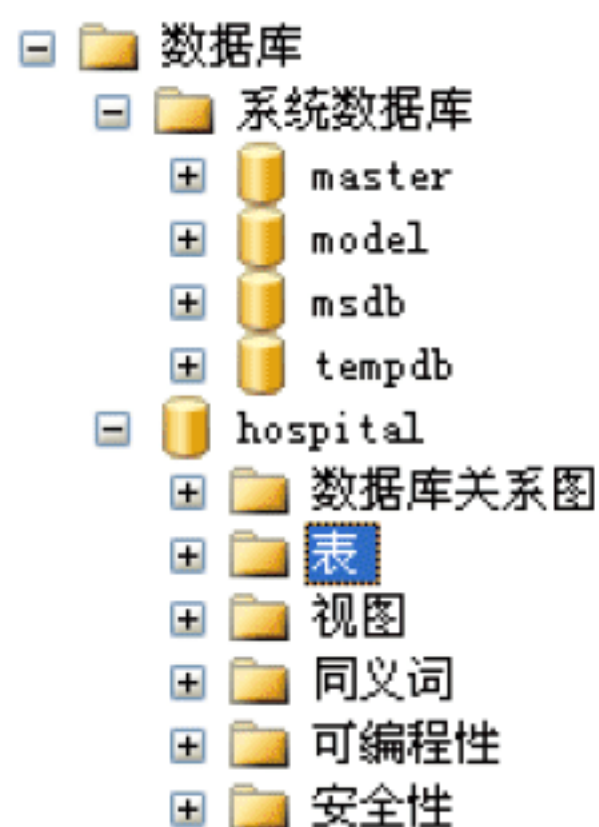 数据库
系统数据库
master
model
msdb
tempdb
hospital
数据库关系图
表
视图
同义词
可编程性
安全性